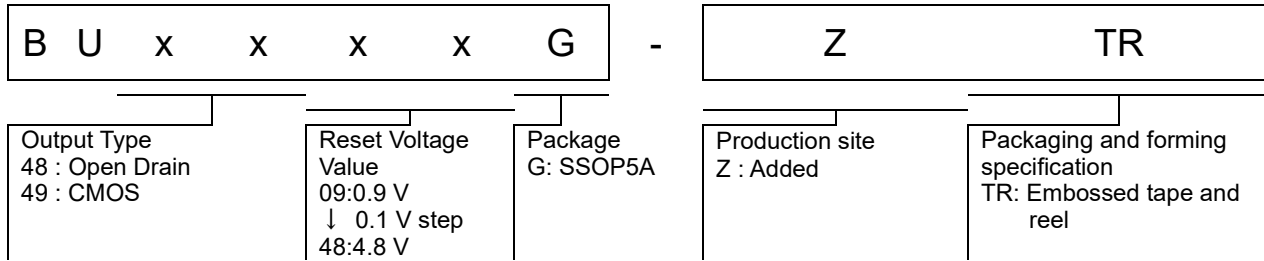 B U x x x x G - Z TR
Output Type
48 : Open Drain
49 : CMOS
Reset Voltage
Value
09:0.9 V
↓ 0.1 V step
48:4.8 V
Package
G: SSOP5A
Production site
Z : Added
Packaging and forming
specification
TR: Embossed tape and
reel